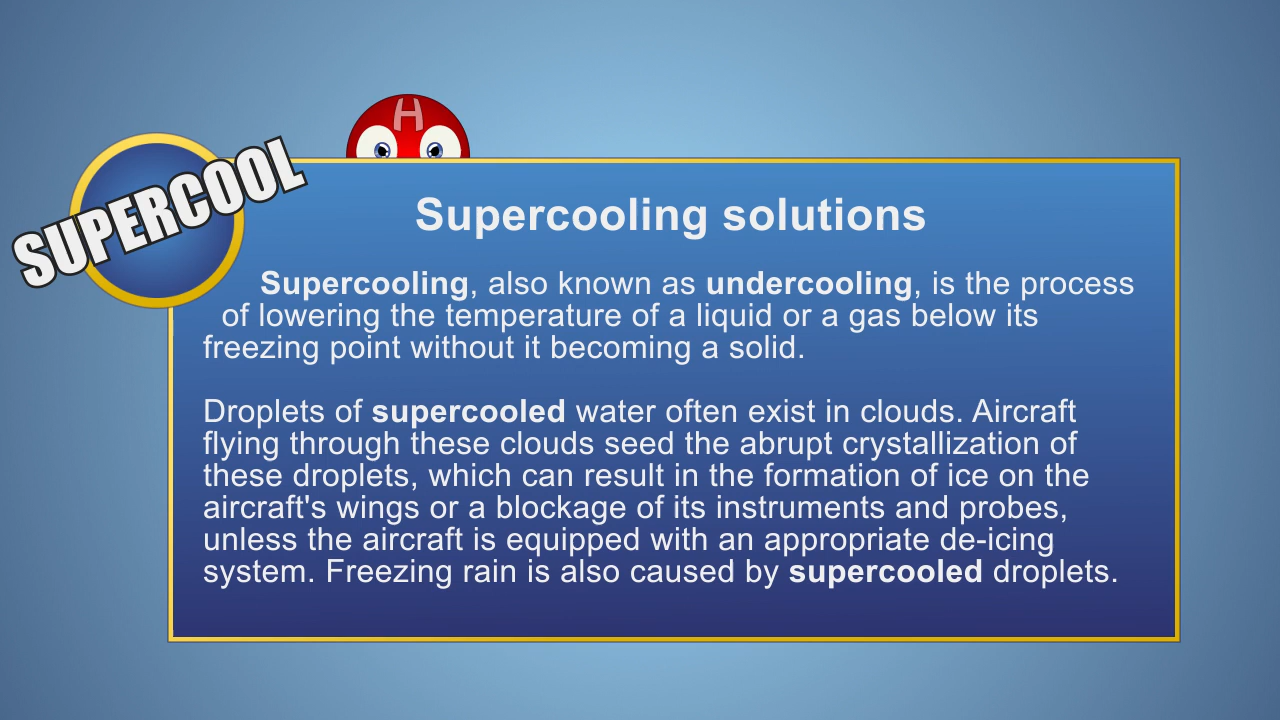 H
SUPERCOOL
Supercooling solutions
Supercooling, also known as undercooling, is the process
of lowering the temperature of a liquid or a gas below its
freezing point without it becoming a solid.
Droplets of supercooled water often exist in clouds. Aircraft
flying through these clouds seed the abrupt crystallization of
these droplets, which can result in the formation of ice on the
aircraft's wings or a blockage of its instruments and probes,
unless the aircraft is equipped with an appropriate de-icing
system. Freezing rain is also caused by supercooled droplets.